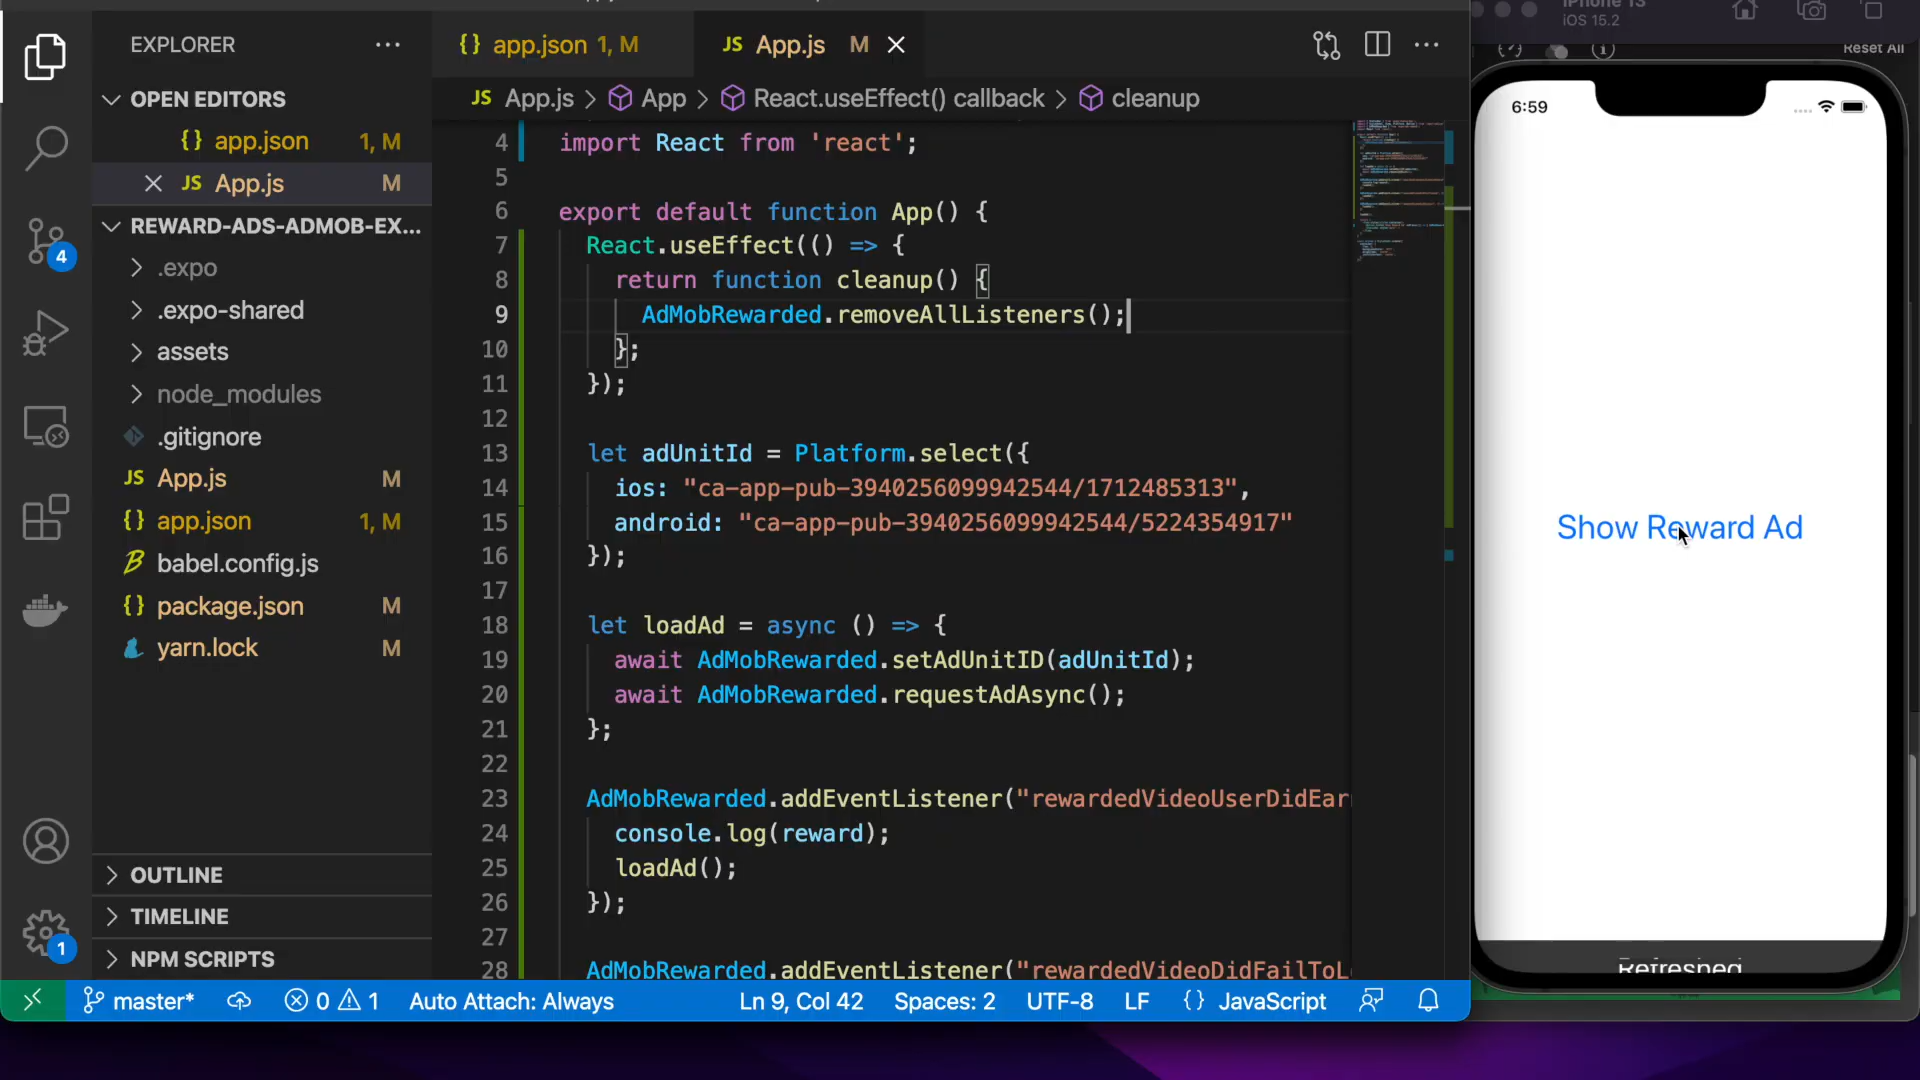 EXPLORER
OPEN EDITORS
{} app.json 1, M
JS App.js M
REWARD-ADS-ADMOB-EX...
.expo
.expo-shared
assets
node_modules
.gitignore
JS App.js M
{} app.json 1, M
babel.config.js
{} package.json M
yarn.lock M
OUTLINE
TIMELINE
NPM SCRIPTS
4
1
{} app.json 1, M
JS App.js M
JS App.js > App > React.useEffect() callback > cleanup
4 import React from 'react';
5
6 export default function App() {
7 React.useEffect(() => {
8 return function cleanup() {
9 AdMobRewarded.removeAllListeners();
10 };
11 });
12
13 let adUnitId = Platform.select({
14 ios: "ca-app-pub-3940256099942544/1712485313",
15 android: "ca-app-pub-3940256099942544/5224354917"
16 });
17
18 let loadAd = async () => {
19 await AdMobRewarded.setAdUnitID(adUnitId);
20 await AdMobRewarded.requestAdAsync();
21 };
22
23 AdMobRewarded.addEventListener("rewardedVideoUserDidEar
24 console.log(reward);
25 loadAd();
26 });
27
28 AdMobRewarded.addEventListener("rewardedVideoDidFailToL
master* 0 1 Auto Attach: Always Ln 9, Col 42 Spaces: 2 UTF-8 LF {} JavaScript
iPhone 13
iOS 15.2
Reset All
6:59
Show Reward Ad
Refreshed